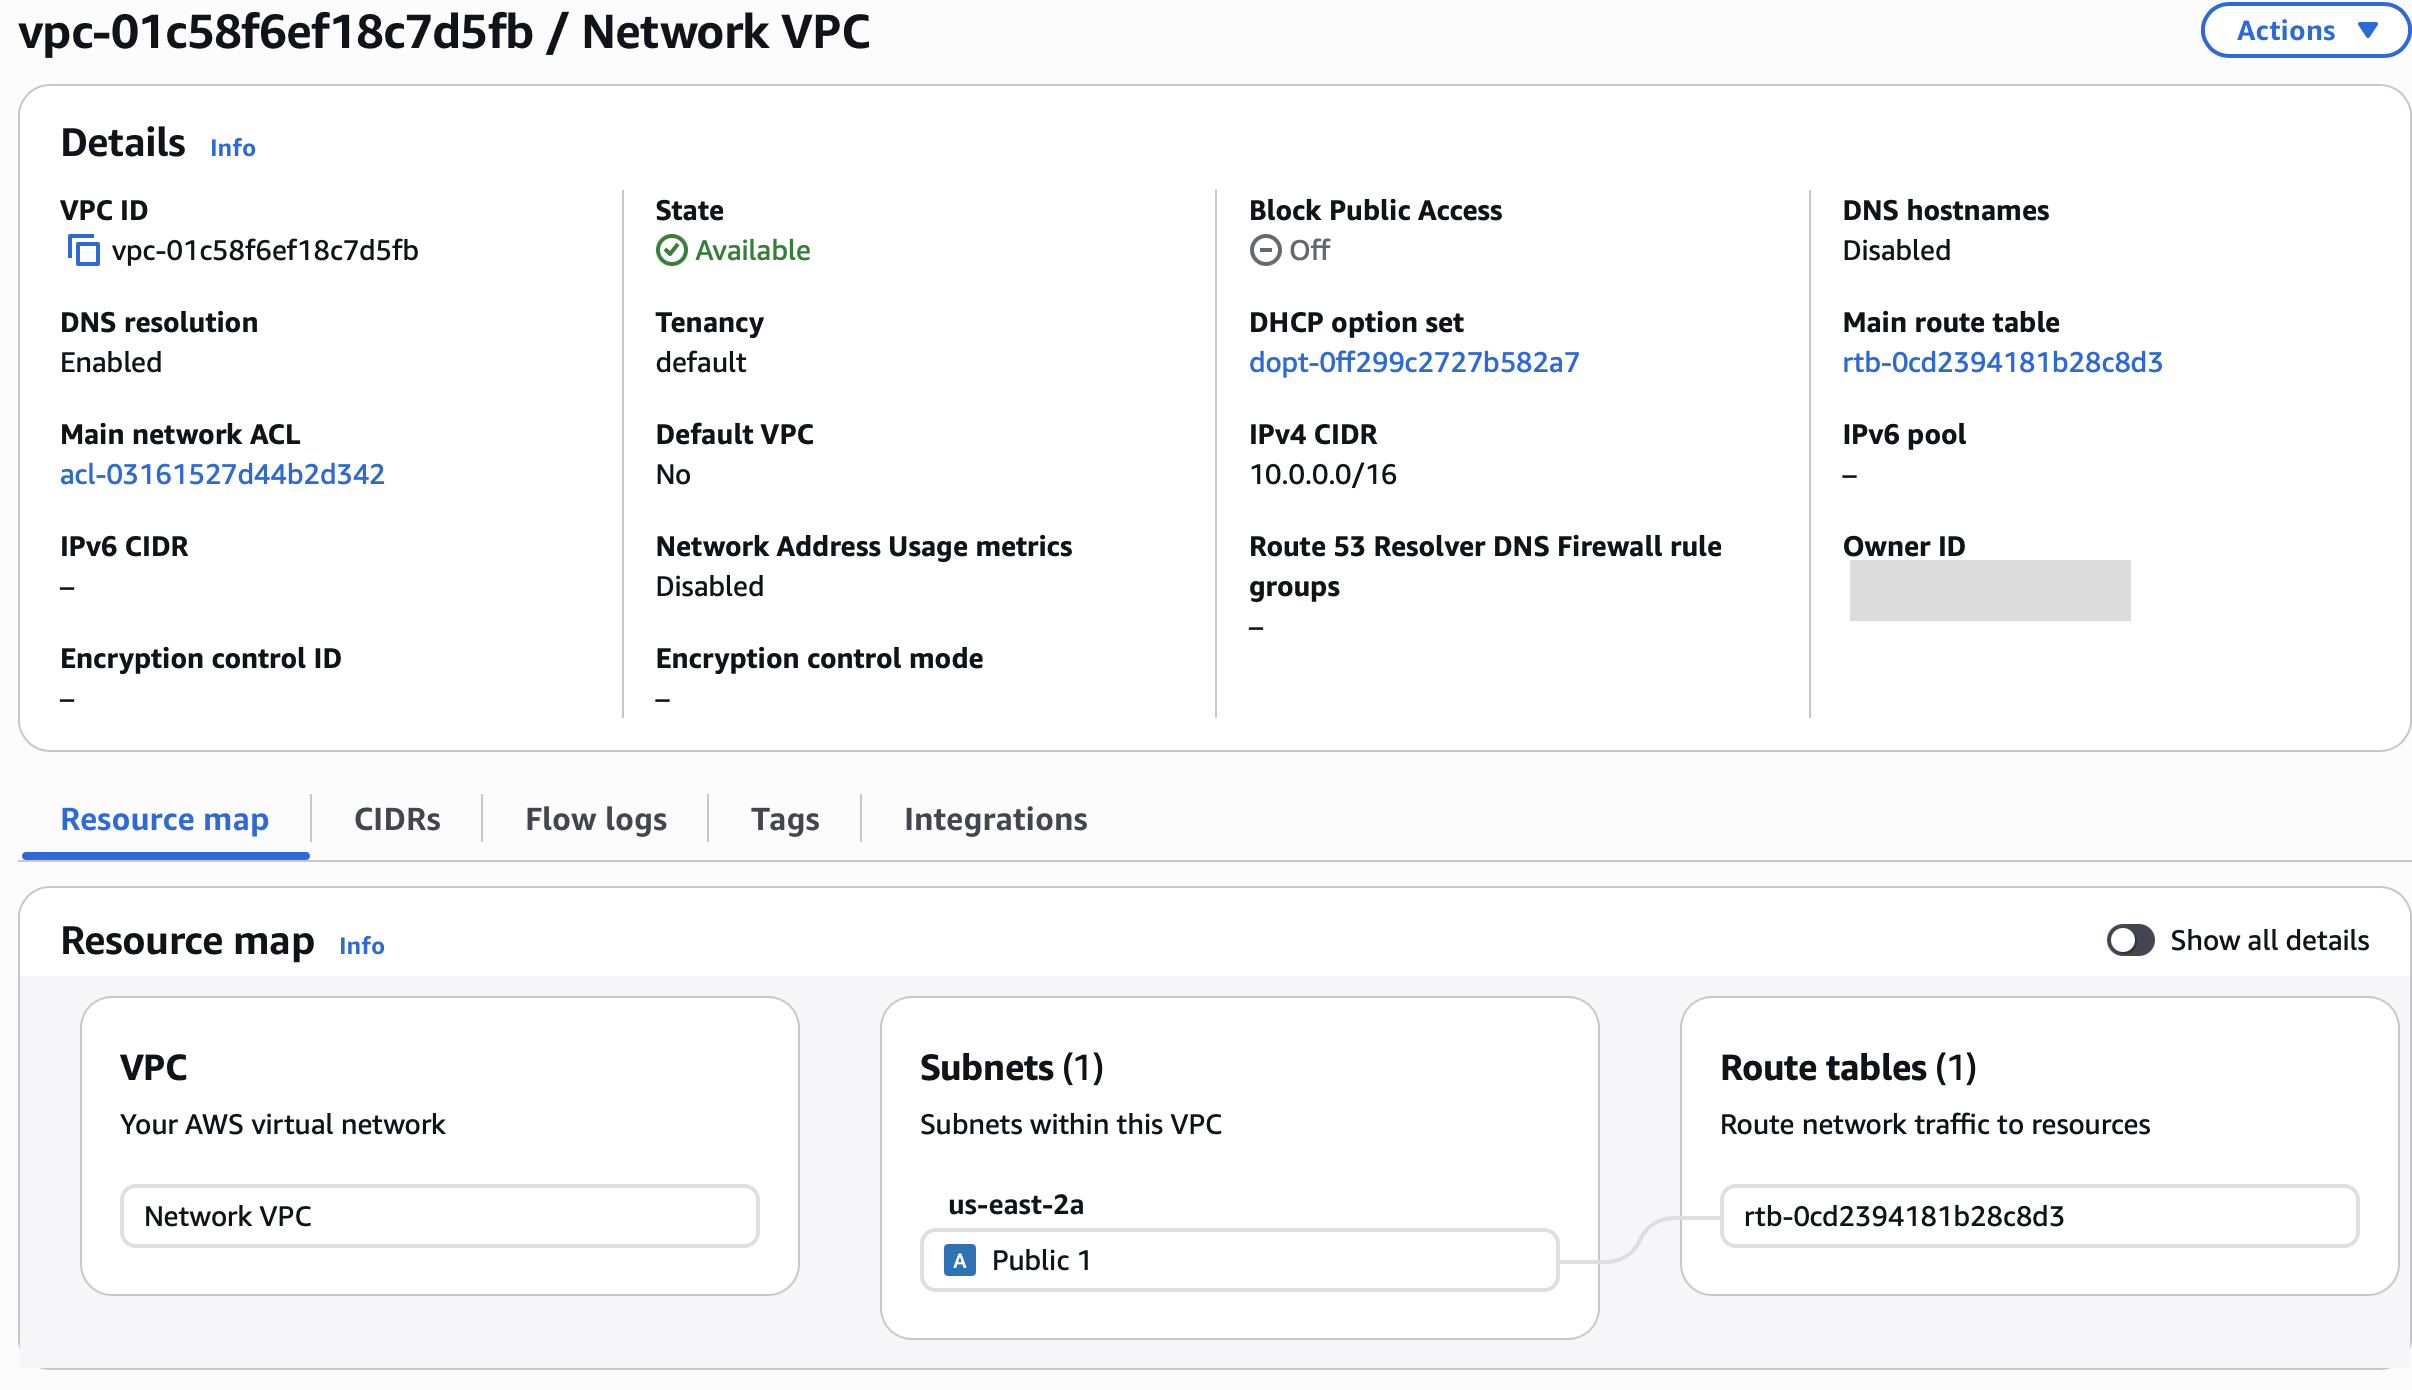 vpc-01c58f6ef18c7d5fb / Network VPC
Actions
Details Info
VPC ID
vpc-01c58f6ef18c7d5fb
State
Available
Block Public Access
Off
DNS hostnames
Disabled
DNS resolution
Enabled
Tenancy
default
DHCP option set
dopt-0ff299c2727b582a7
Main route table
rtb-0cd2394181b28c8d3
Main network ACL
acl-03161527d44b2d342
Default VPC
No
IPv4 CIDR
10.0.0.0/16
IPv6 pool
–
IPv6 CIDR
–
Network Address Usage metrics
Disabled
Route 53 Resolver DNS Firewall rule
groups
–
Owner ID
Encryption control ID
–
Encryption control mode
–
Resource map
CIDRs
Flow logs
Tags
Integrations
Resource map Info
Show all details
VPC
Your AWS virtual network
Network VPC
Subnets (1)
Subnets within this VPC
us-east-2a
A Public 1
Route tables (1)
Route network traffic to resources
rtb-0cd2394181b28c8d3